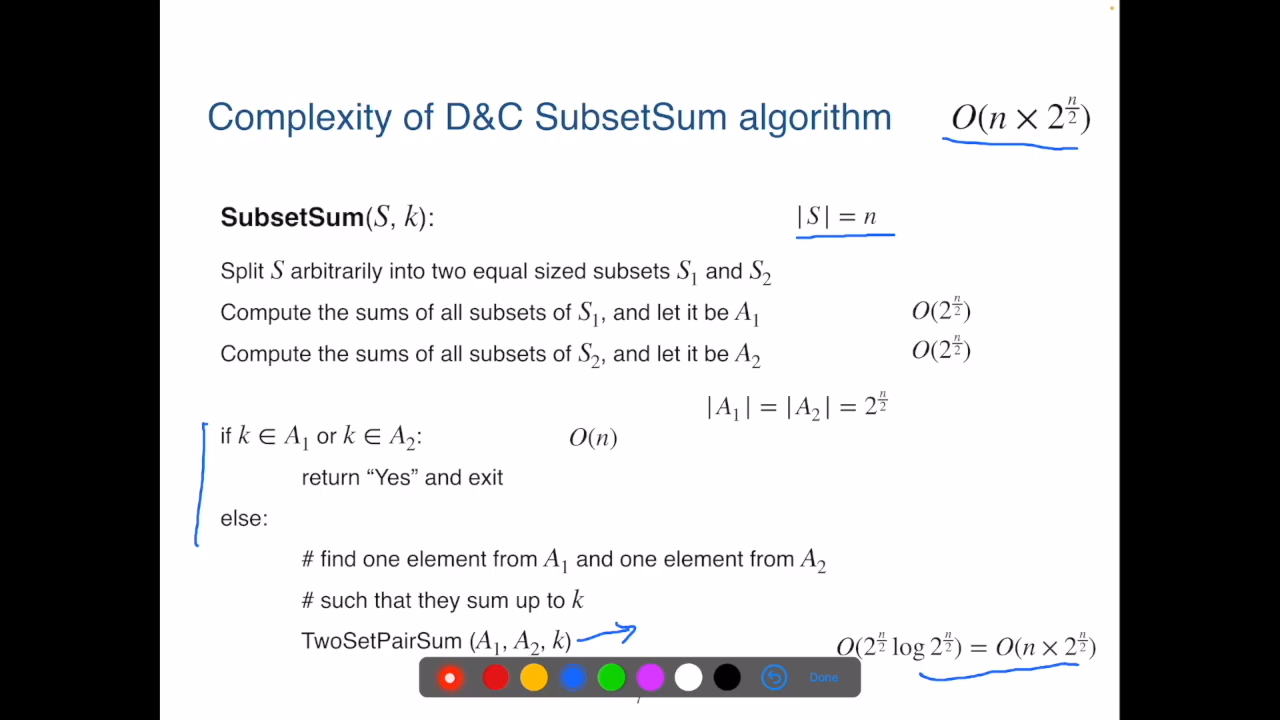 Complexity of D&C SubsetSum algorithm O(n × 2^{n/2})
SubsetSum(S, k): |S| = n
Split S arbitrarily into two equal sized subsets S₁ and S₂
Compute the sums of all subsets of S₁, and let it be A₁ O(2^{n/2})
Compute the sums of all subsets of S₂, and let it be A₂ O(2^{n/2})
|A₁| = |A₂| = 2^{n/2}
if k ∈ A₁ or k ∈ A₂: O(n)
return “Yes” and exit
else:
# find one element from A₁ and one element from A₂
# such that they sum up to k
TwoSetPairSum (A₁, A₂, k) O(2^{n/2} log 2^{n/2}) = O(n × 2^{n/2})
Done